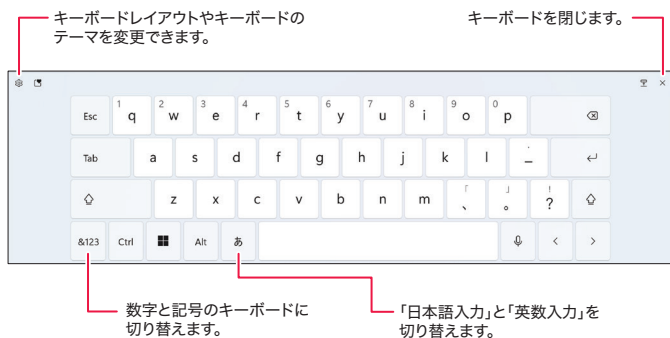 キーボードレイアウトやキーボードの
テーマを変更できます。
キーボードを閉じます。
Esc 1 q 2 w 3 e 4 r 5 t 6 y 7 u 8 i 9 o 0 p
Tab a s d f g h j k l _ -
z x c v b n m 「 、 」 。 ! ?
&123 Ctrl Alt あ < >
数字と記号のキーボードに
切り替えます。
「日本語入力」と「英数入力」を
切り替えます。